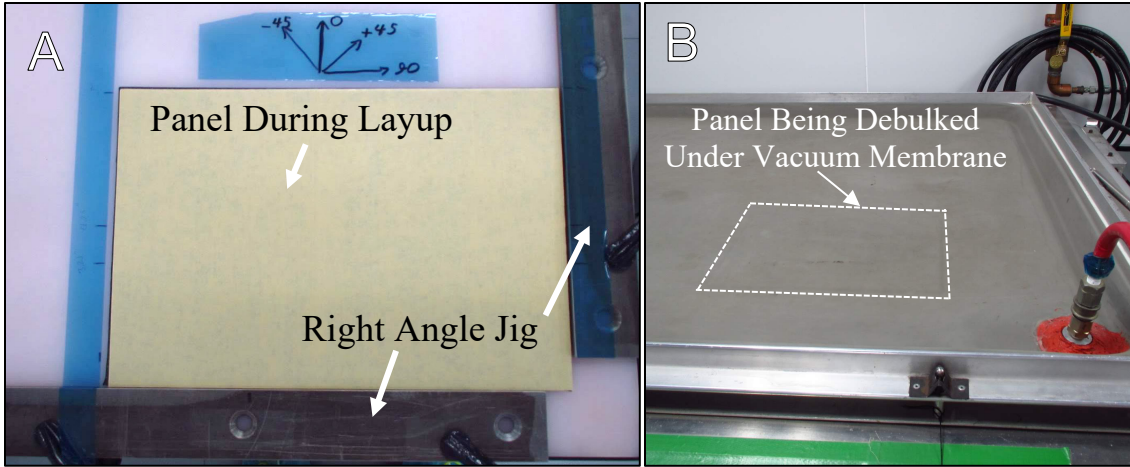 A
-45
0
+45
90
Panel During Layup
Right Angle Jig
B
Panel Being Debulked
Under Vacuum Membrane